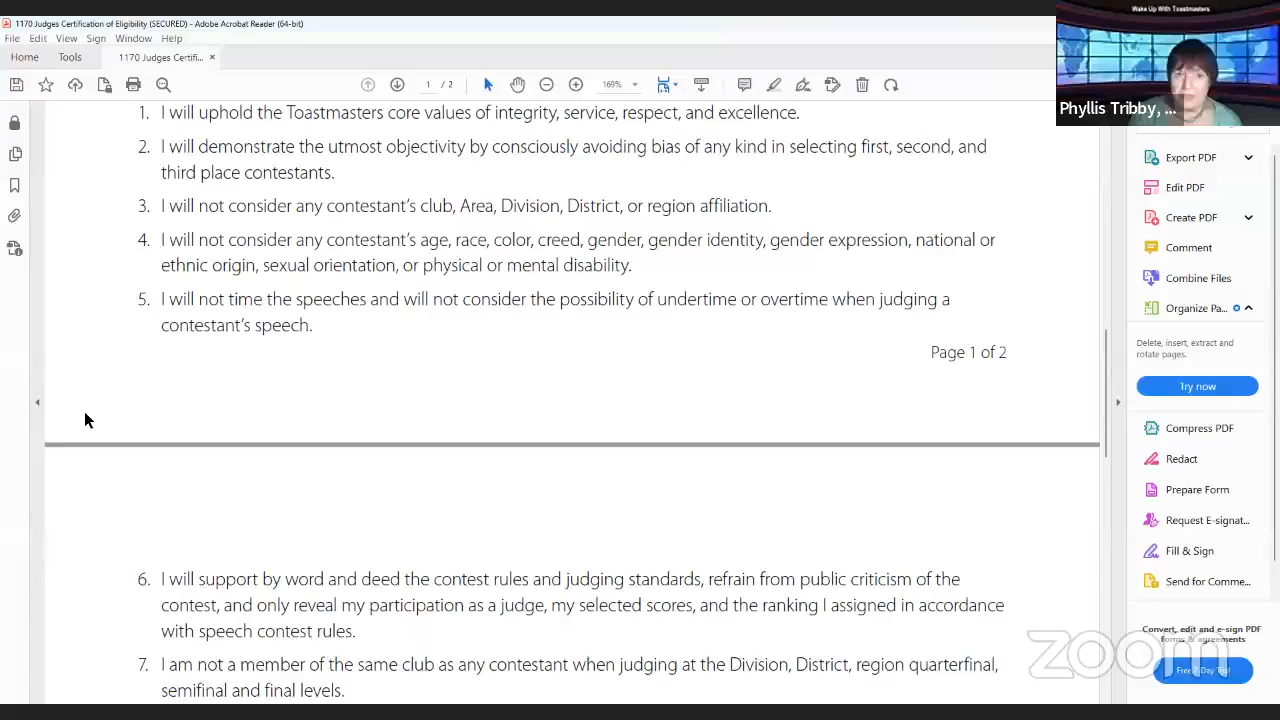 1170 Judges Certification of Eligibility (SECURED) - Adobe Acrobat Reader (64-bit)
Wake Up With Toastmasters
File Edit View Sign Window Help
Home Tools 1170 Judges Certifi... ×
169%
Phyllis Tribby, ...
1. I will uphold the Toastmasters core values of integrity, service, respect, and excellence.
2. I will demonstrate the utmost objectivity by consciously avoiding bias of any kind in selecting first, second, and
third place contestants.
3. I will not consider any contestant's club, Area, Division, District, or region affiliation.
4. I will not consider any contestant's age, race, color, creed, gender, gender identity, gender expression, national or
ethnic origin, sexual orientation, or physical or mental disability.
5. I will not time the speeches and will not consider the possibility of undertime or overtime when judging a
contestant's speech.
Page 1 of 2
6. I will support by word and deed the contest rules and judging standards, refrain from public criticism of the
contest, and only reveal my participation as a judge, my selected scores, and the ranking I assigned in accordance
with speech contest rules.
7. I am not a member of the same club as any contestant when judging at the Division, District, region quarterfinal,
semifinal and final levels.
Export PDF
Edit PDF
Create PDF
Comment
Combine Files
Organize Pa...
Delete, insert, extract and
rotate pages.
Try now
Compress PDF
Redact
Prepare Form
Request E-signat...
Fill & Sign
Send for Comme...
Convert, edit and e-sign PDF
forms & agreements
Free 7-Day Trial
zoom